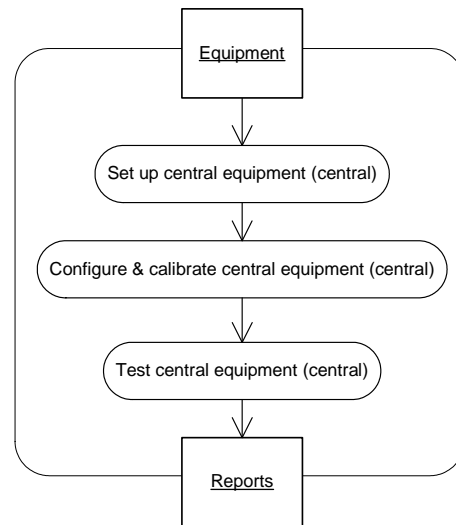 Equipment
Set up central equipment (central)
Configure & calibrate central equipment (central)
Test central equipment (central)
Reports